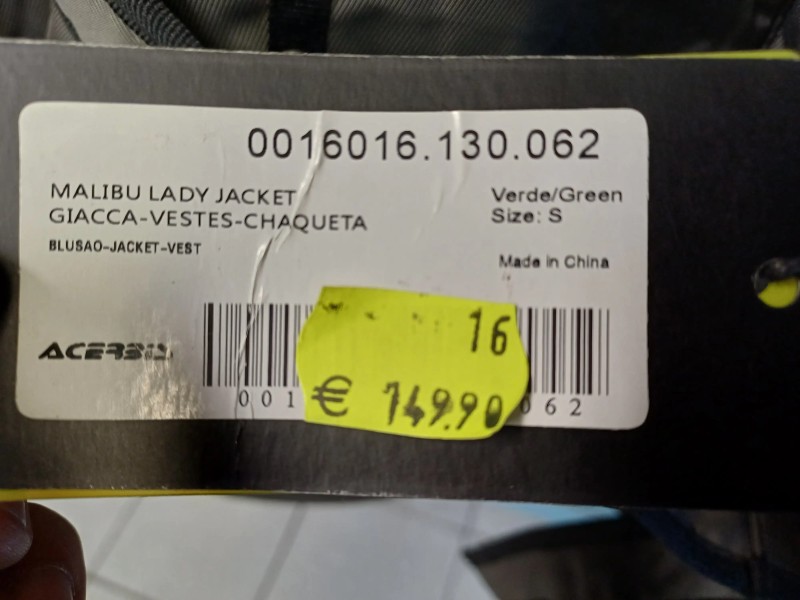 0016016.130.062
MALIBU LADY JACKET
GIACCA-VESTES-CHAQUETA
BLUSAO-JACKET-VEST
Verde/Green
Size: S
Made in China
ACERBIS
16
€ 149.90
001
062